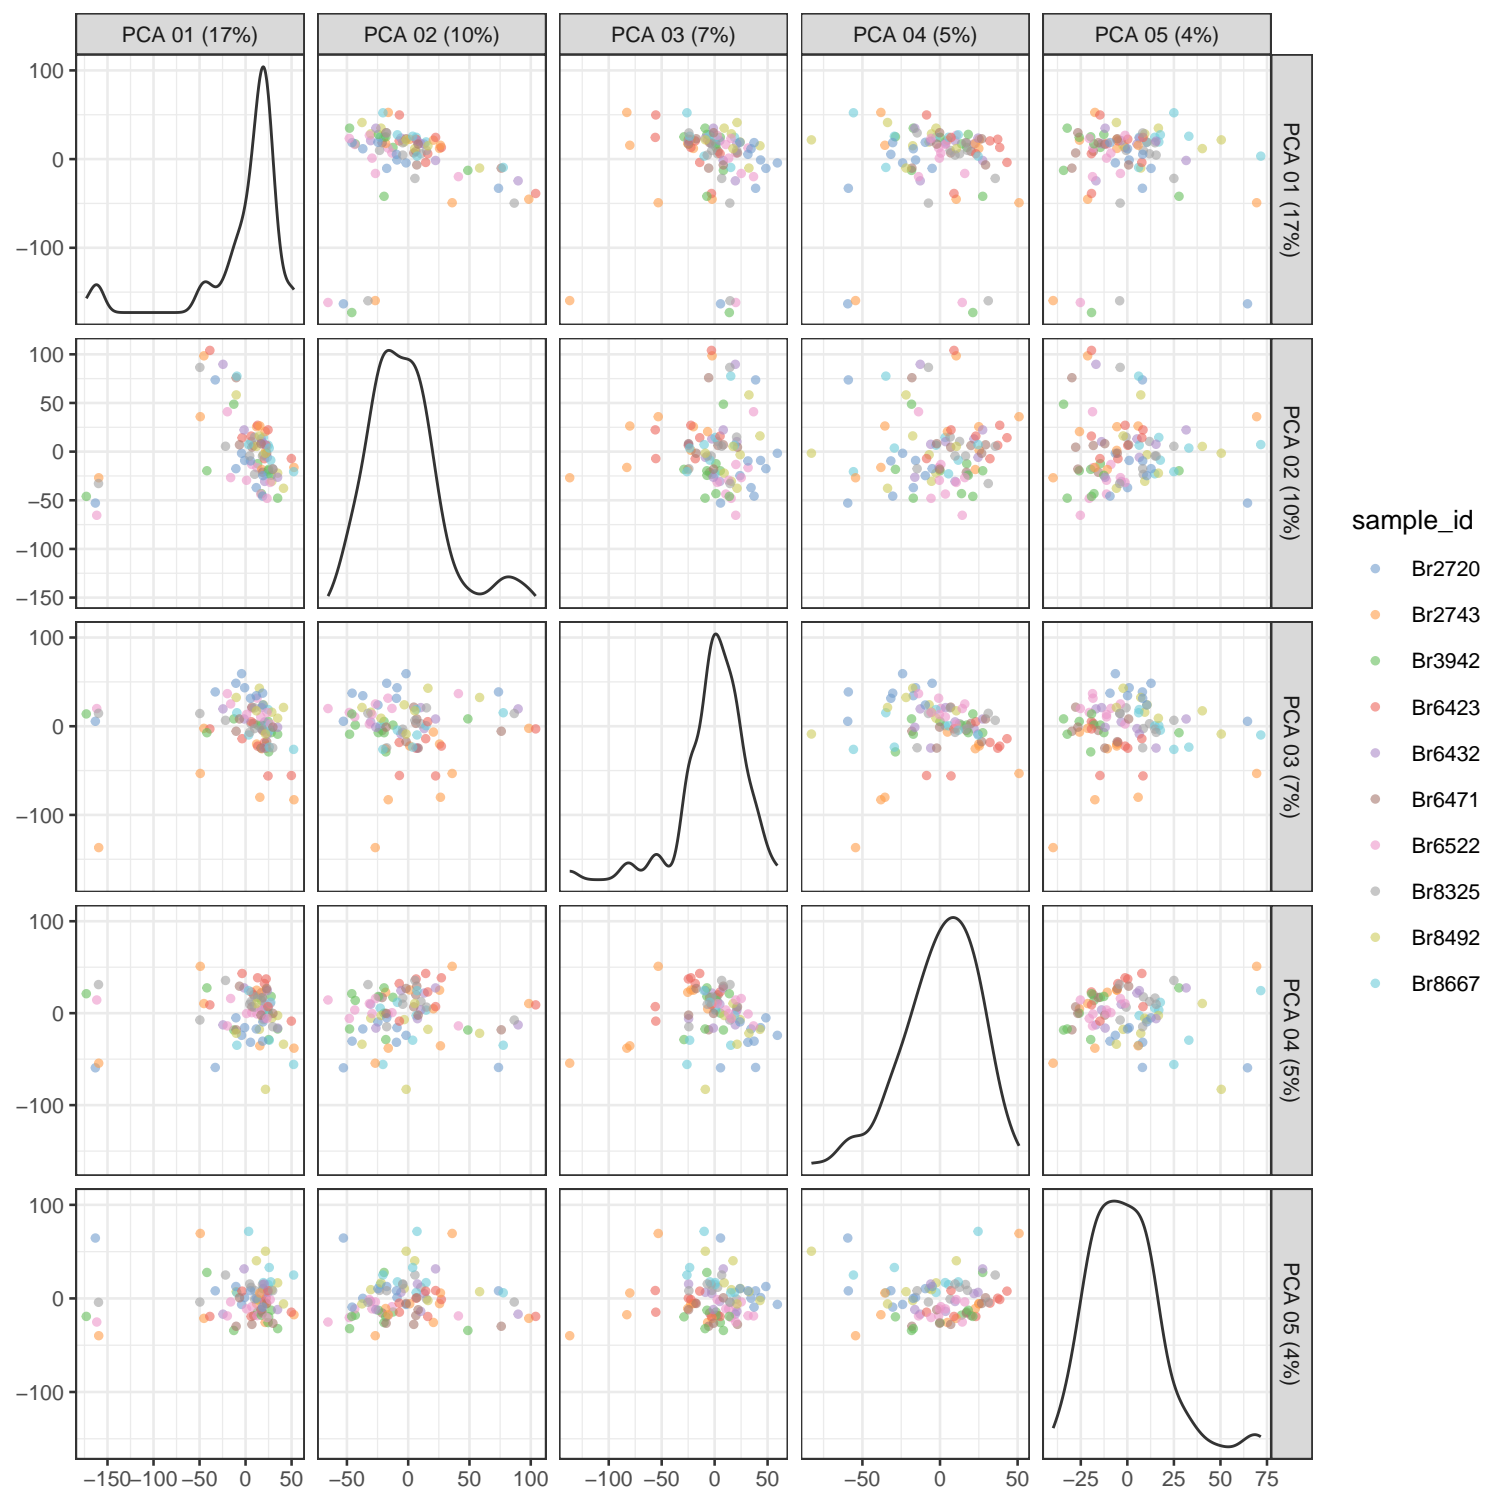 PCA 01 (17%) PCA 02 (10%) PCA 03 (7%) PCA 04 (5%) PCA 05 (4%)
100
0
−100
PCA 01 (17%)
100
50
0
−50
−100
−150
PCA 02 (10%)
100
0
−100
PCA 03 (7%)
100
0
−100
PCA 04 (5%)
100
0
−100
PCA 05 (4%)
−150 −100 −50 0 50 −50 0 50 100 −100 −50 0 50 −50 0 50 −25 0 25 50 75
sample_id
Br2720
Br2743
Br3942
Br6423
Br6432
Br6471
Br6522
Br8325
Br8492
Br8667